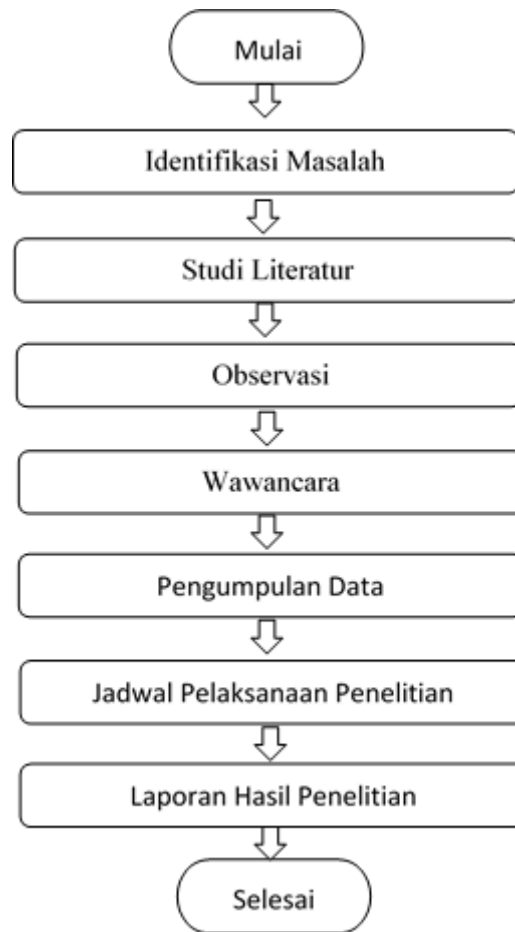 Mulai
Identifikasi Masalah
Studi Literatur
Observasi
Wawancara
Pengumpulan Data
Jadwal Pelaksanaan Penelitian
Laporan Hasil Penelitian
Selesai